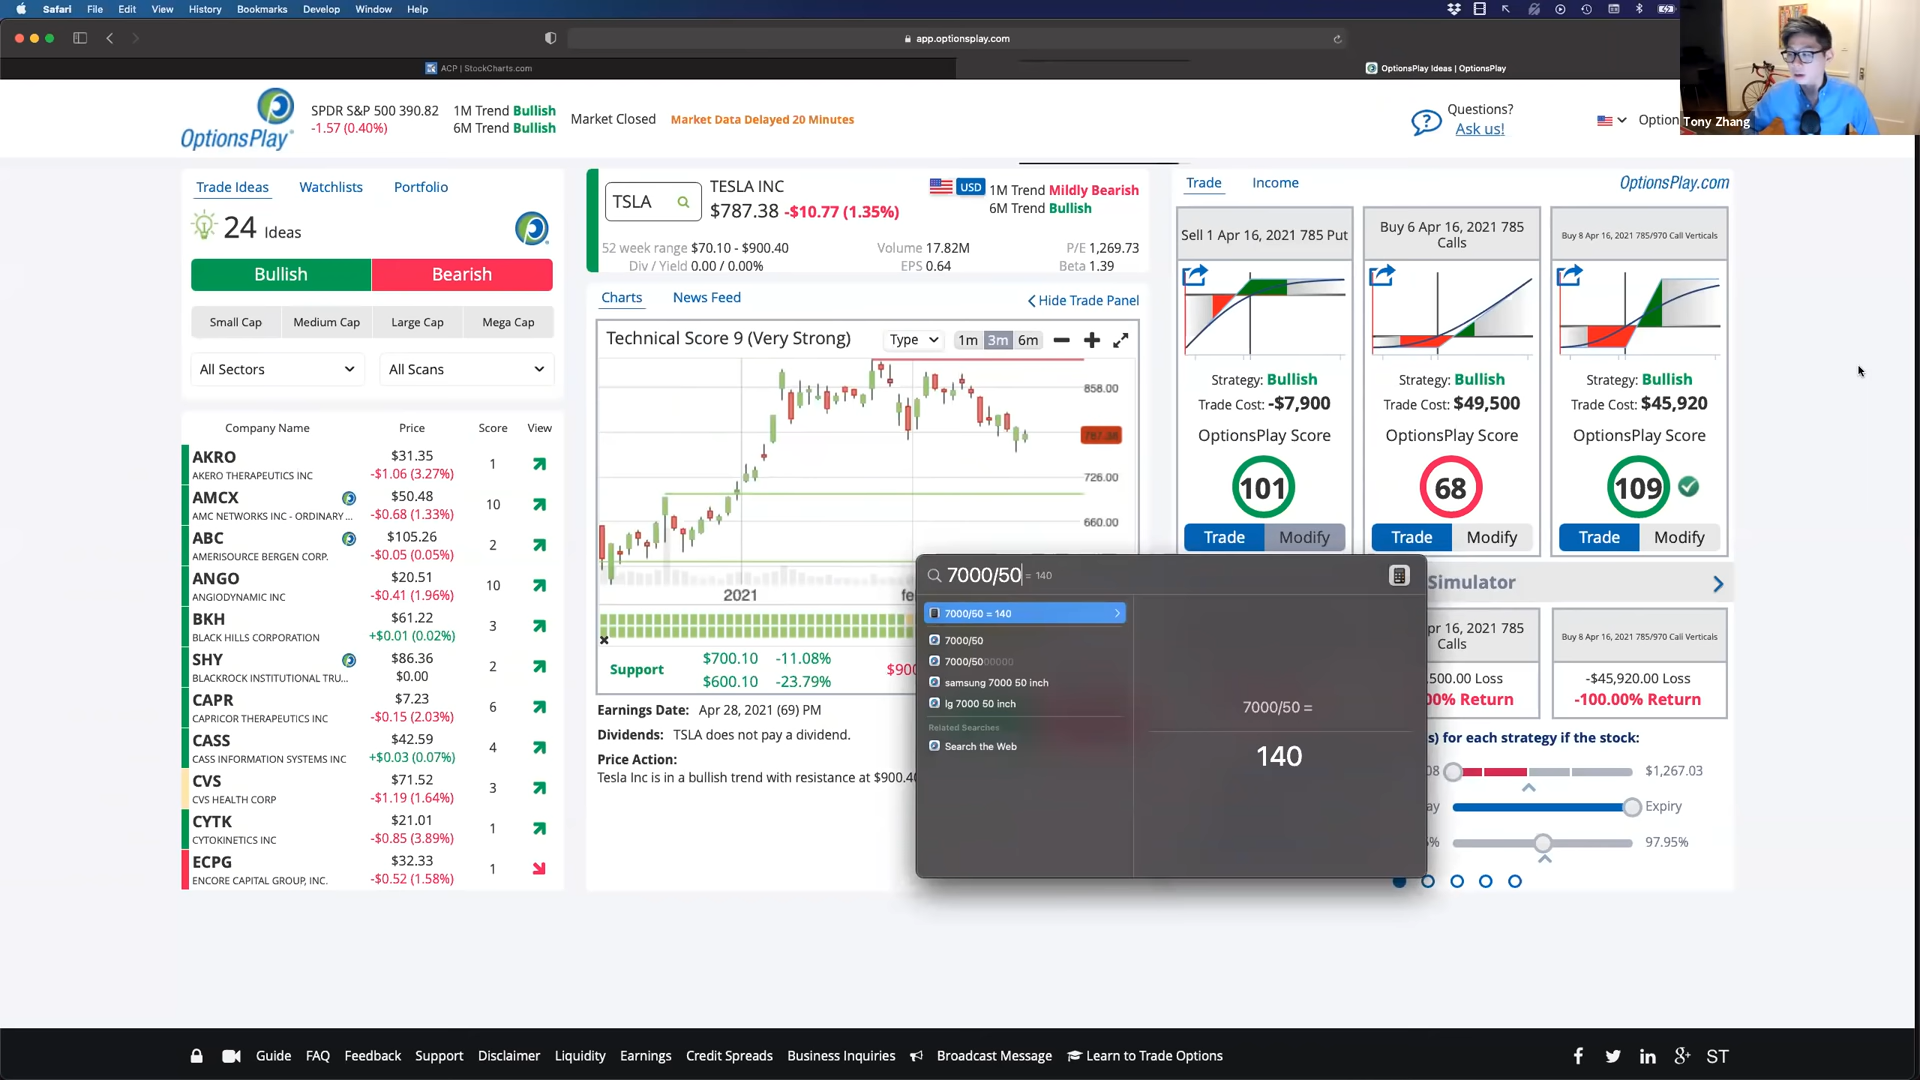 Safari File Edit View History Bookmarks Develop Window Help
app.optionsplay.com
ACP | StockCharts.com
OptionsPlay Ideas | OptionsPlay
OptionsPlay
SPDR S&P 500 390.82
-1.57 (0.40%)
1M Trend Bullish
6M Trend Bullish
Market Closed
Market Data Delayed 20 Minutes
Questions?
Ask us!
Option
Tony Zhang
Trade Ideas Watchlists Portfolio
24 Ideas
Bullish Bearish
Small Cap Medium Cap Large Cap Mega Cap
All Sectors All Scans
Company Name Price Score View
AKRO $31.35
AKERO THERAPEUTICS INC -$1.06 (3.27%) 1
AMCX $50.48
AMC NETWORKS INC - ORDINARY ... -$0.68 (1.33%) 10
ABC $105.26
AMERISOURCE BERGEN CORP. -$0.05 (0.05%) 2
ANGO $20.51
ANGIODYNAMIC INC -$0.41 (1.96%) 10
BKH $61.22
BLACK HILLS CORPORATION +$0.01 (0.02%) 3
SHY $86.36
BLACKROCK INSTITUTIONAL TRU... $0.00 2
CAPR $7.23
CAPRICOR THERAPEUTICS INC -$0.15 (2.03%) 6
CASS $42.59
CASS INFORMATION SYSTEMS INC +$0.03 (0.07%) 4
CVS $71.52
CVS HEALTH CORP -$1.19 (1.64%) 3
CYTK $21.01
CYTOKINETICS INC -$0.85 (3.89%) 1
ECPG $32.33
ENCORE CAPITAL GROUP, INC. -$0.52 (1.58%) 1
TSLA
TESLA INC
$787.38 -$10.77 (1.35%)
USD
1M Trend Mildly Bearish
6M Trend Bullish
52 week range $70.10 - $900.40 Volume 17.82M P/E 1,269.73
Div / Yield 0.00 / 0.00% EPS 0.64 Beta 1.39
Charts News Feed
Hide Trade Panel
Technical Score 9 (Very Strong)
Type 1m 3m 6m
858.00
787.38
726.00
660.00
2021 fe
Support $700.10 -11.08% $900
$600.10 -23.79%
Earnings Date: Apr 28, 2021 (69) PM
Dividends: TSLA does not pay a dividend.
Price Action:
Tesla Inc is in a bullish trend with resistance at $900.40
7000/50 = 140
7000/50 = 140
7000/50
7000/5000000
samsung 7000 50 inch
lg 7000 50 inch
Related Searches
Search the Web
7000/50 =
140
Trade Income
OptionsPlay.com
Sell 1 Apr 16, 2021 785 Put
Strategy: Bullish
Trade Cost: -$7,900
OptionsPlay Score
101
Trade Modify
Buy 6 Apr 16, 2021 785
Calls
Strategy: Bullish
Trade Cost: $49,500
OptionsPlay Score
68
Trade Modify
Buy 8 Apr 16, 2021 785/970 Call Verticals
Strategy: Bullish
Trade Cost: $45,920
OptionsPlay Score
109
Trade Modify
Simulator
pr 16, 2021 785
Calls
,500.00 Loss
00% Return
Buy 8 Apr 16, 2021 785/970 Call Verticals
-$45,920.00 Loss
-100.00% Return
s) for each strategy if the stock:
08 $1,267.03
ay Expiry
% 97.95%
Guide FAQ Feedback Support Disclaimer Liquidity Earnings Credit Spreads Business Inquiries Broadcast Message Learn to Trade Options
ST